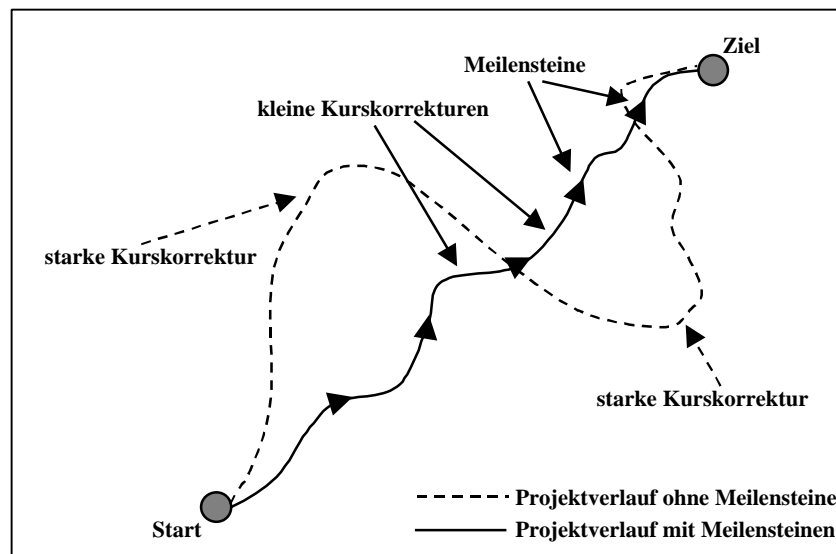 Ziel
Meilensteine
kleine Kurskorrekturen
starke Kurskorrektur
starke Kurskorrektur
Projektverlauf ohne Meilensteine
Start
Projektverlauf mit Meilensteinen